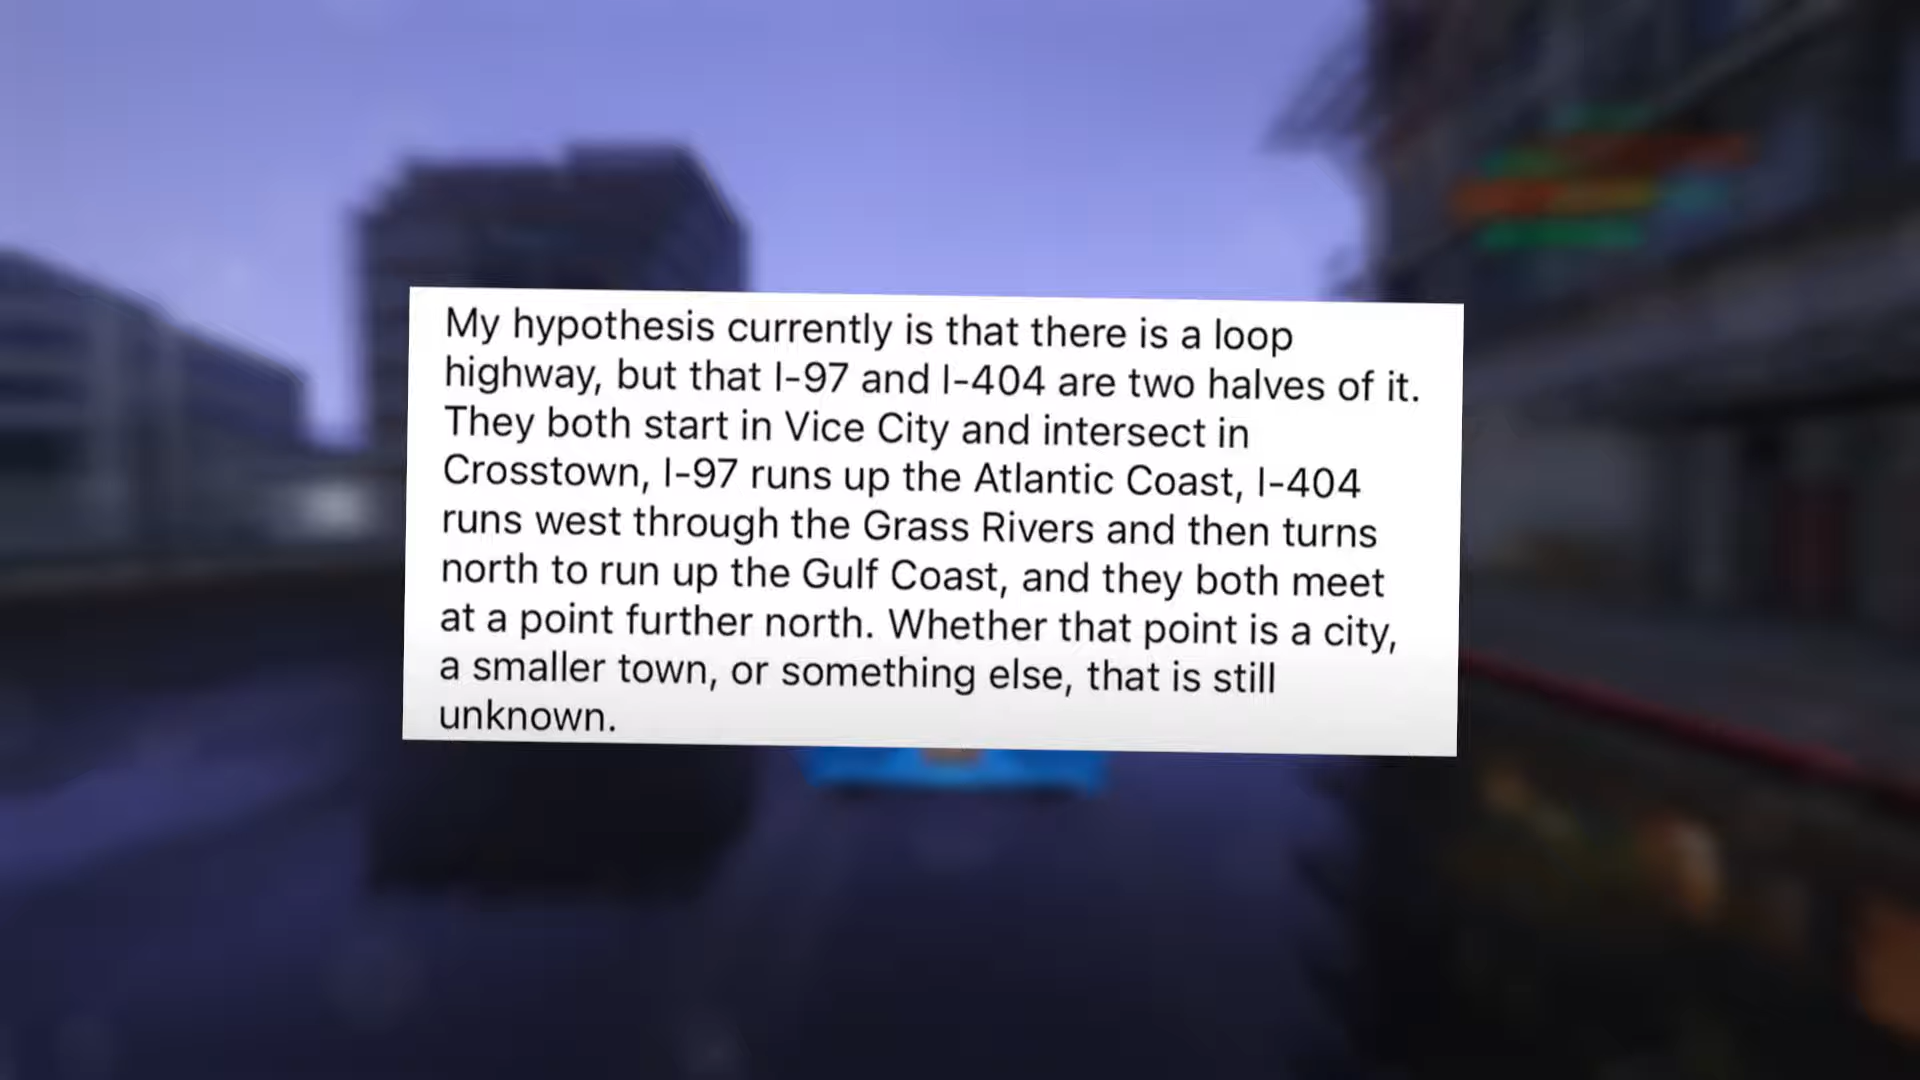 My hypothesis currently is that there is a loop
highway, but that I-97 and I-404 are two halves of it.
They both start in Vice City and intersect in
Crosstown, I-97 runs up the Atlantic Coast, I-404
runs west through the Grass Rivers and then turns
north to run up the Gulf Coast, and they both meet
at a point further north. Whether that point is a city,
a smaller town, or something else, that is still
unknown.